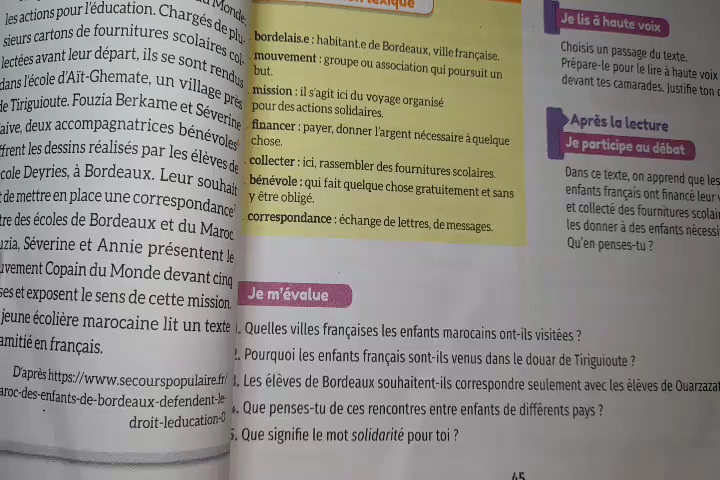 du Monde,
les actions pour l'éducation. Chargés de plu-
sieurs cartons de fournitures scolaires col-
lectées avant leur départ, ils se sont rendus
dans l'école d'Aït-Ghemate, un village près
de Tiriguioute. Fouzia Berkame et Séverine
deux accompagnatrices bénévoles
les dessins réalisés par les élèves de
Deyries, à Bordeaux. Leur souhait
de mettre en place une correspondance
des écoles de Bordeaux et du Maroc.
Séverine et Annie présentent le
Copain du Monde devant cinq
et exposent le sens de cette mission.
jeune écolière marocaine lit un texte
amitié en français.
D'après https://www.secourspopulaire.fr/
aroc-des-enfants-de-bordeaux-defendent-le-
droit-leducation-0
lexique
bordelais.e : habitant.e de Bordeaux, ville française.
mouvement : groupe ou association qui poursuit un
but.
mission : il s'agit ici du voyage organisé
pour des actions solidaires.
financer : payer, donner l'argent nécessaire à quelque
chose.
collecter : ici, rassembler des fournitures scolaires.
bénévole : qui fait quelque chose gratuitement et sans
y être obligé.
correspondance : échange de lettres, de messages.
Je lis à haute voix
Choisis un passage du texte.
Prépare-le pour le lire à haute voix
devant tes camarades. Justifie ton
Après la lecture
Je participe au débat
Dans ce texte, on apprend que les
enfants français ont financé leur
et collecté des fournitures
les donner à des enfants
Qu'en penses-tu ?
Je m'évalue
1. Quelles villes françaises les enfants marocains ont-ils visitées ?
2. Pourquoi les enfants français sont-ils venus dans le douar de Tiriguioute ?
3. Les élèves de Bordeaux souhaitent-ils correspondre seulement avec les élèves de Ouarzazat
4. Que penses-tu de ces rencontres entre enfants de différents pays ?
5. Que signifie le mot solidarité pour toi ?
45